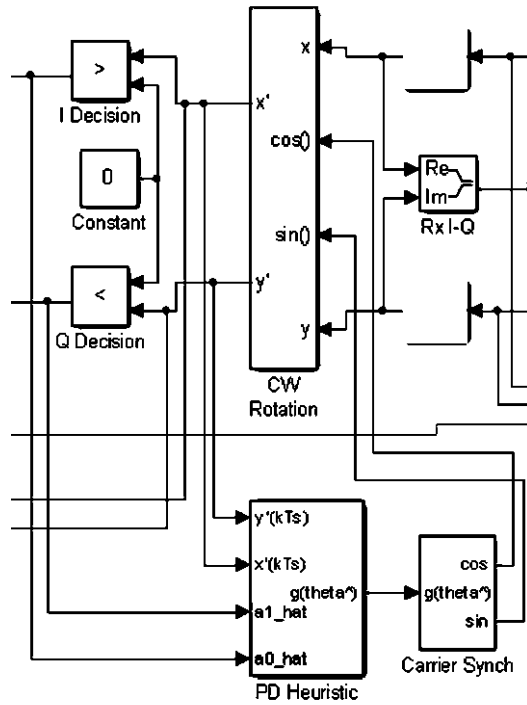 >
I Decision
0
Constant
<
Q Decision
x
x'
cos()
sin()
y'
y
CW
Rotation
Re
Im
Rx I-Q
y'(kTs)
x'(kTs)
g(theta^)
a1_hat
a0_hat
PD Heuristic
cos
g(theta^)
sin
Carrier Synch